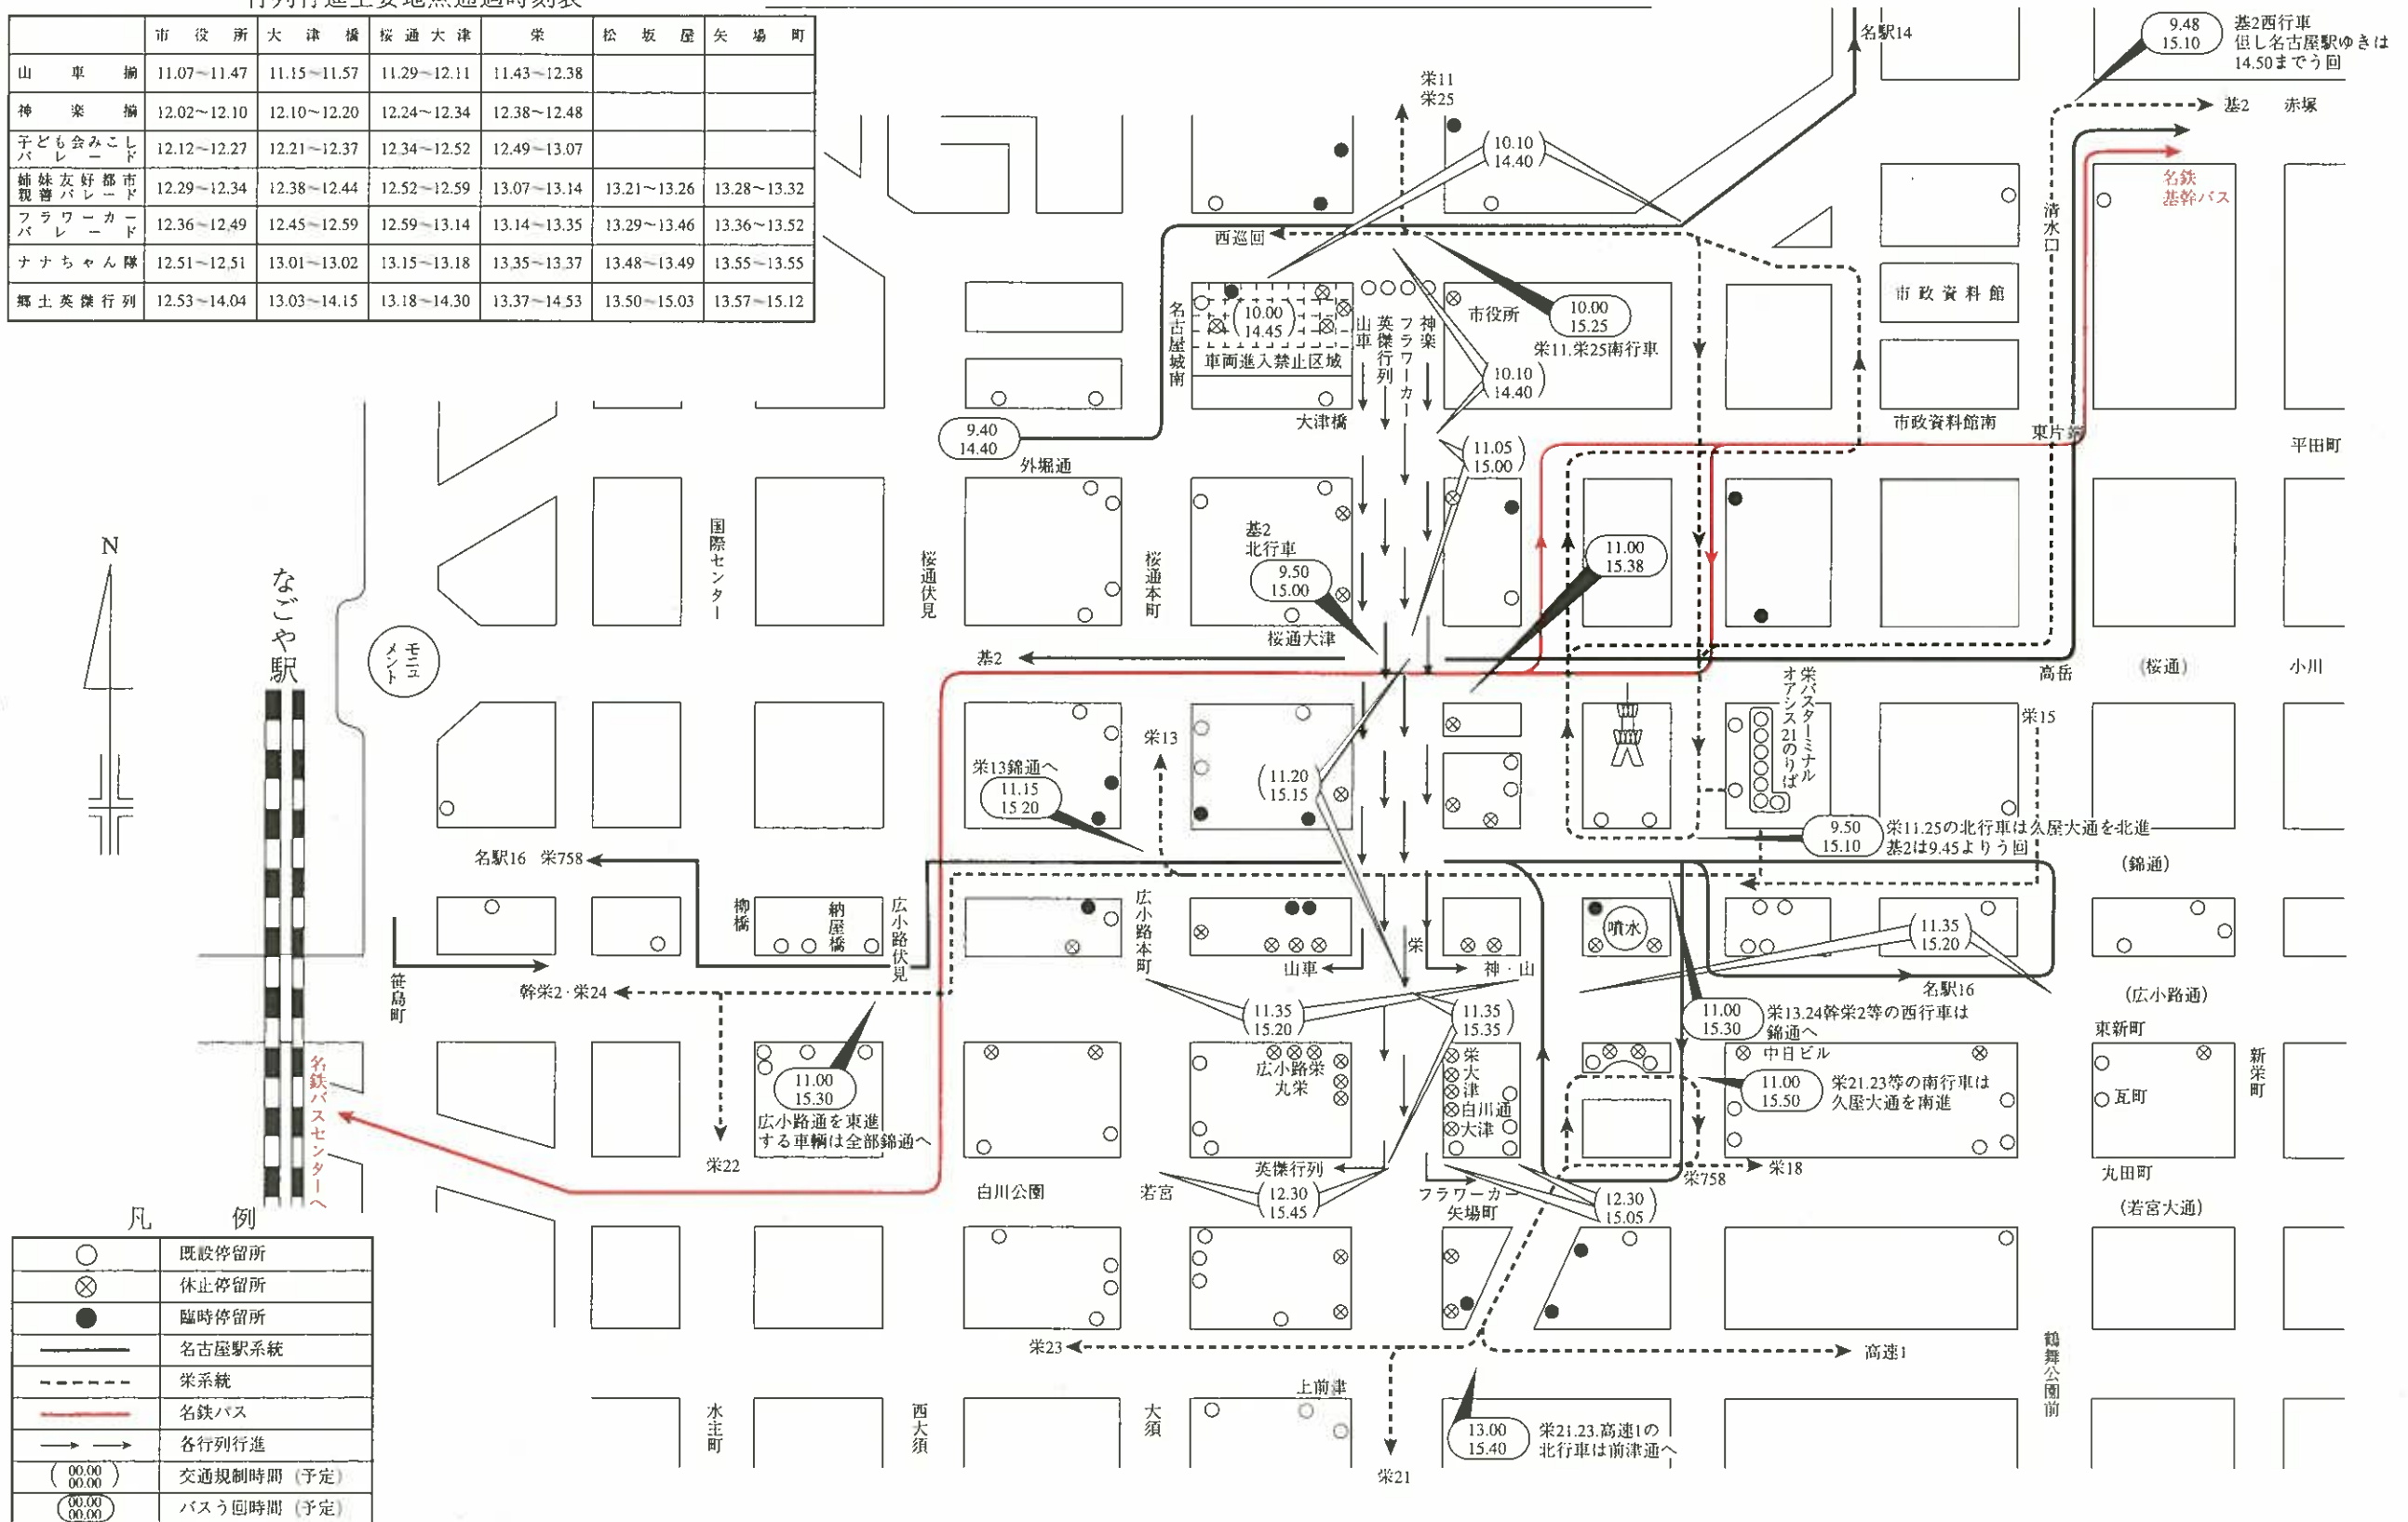 行列行進主要地点通過時刻表
市役所 大津橋 桜通大津 栄 松坂屋 矢場町
山車揃 11.07~11.47 11.15~11.57 11.29~12.11 11.43~12.38
神楽揃 12.02~12.10 12.10~12.20 12.24~12.34 12.38~12.48
子ども会みこし
パレード 12.12~12.27 12.21~12.37 12.34~12.52 12.49~13.07
姉妹友好都市
親善パレード 12.29~12.34 12.38~12.44 12.52~12.59 13.07~13.14 13.21~13.26 13.28~13.32
フラワーカー
パレード 12.36~12.49 12.45~12.59 12.59~13.14 13.14~13.35 13.29~13.46 13.36~13.52
ナナちゃん隊 12.51~12.51 13.01~13.02 13.15~13.18 13.35~13.37 13.48~13.49 13.55~13.55
郷土英傑行列 12.53~14.04 13.03~14.15 13.18~14.30 13.37~14.53 13.50~15.03 13.57~15.12
名駅14
9.48
15.10
基2西行車
但し名古屋駅ゆきは
14.50までう回
栄11
栄25
基2 赤塚
10.10
14.40
名鉄
基幹バス
清水口
西巡回
名古屋城南
10.00
14.45
車両進入禁止区域
山車
英傑行列
フラワーカー
神楽
市役所
10.00
15.25
栄11.栄25南行車
市政資料館
10.10
14.40
大津橋
市政資料館南
東片端
平田町
9.40
14.40
外堀通
11.05
15.00
N
なごや駅
モニュメント
国際センター
桜通伏見
桜通本町
基2
北行車
9.50
15.00
11.00
15.38
桜通大津
基2
高岳
(桜通)
小川
栄バスターミナル
オアシス21のりば
栄15
栄13
栄13錦通へ
11.15
15.20
11.20
15.15
9.50
15.10
栄11.25の北行車は久屋大通を北進
基2は9.45よりう回
名駅16 栄758
(錦通)
柳橋
納屋橋
広小路伏見
広小路本町
栄
噴水
11.35
15.20
山車
神・山
笹島町
幹栄2・栄24
名駅16
(広小路通)
11.35
15.20
11.35
15.35
11.00
15.30
栄13.24幹栄2等の西行車は
錦通へ
東新町
新栄町
名鉄バスセンターへ
11.00
15.30
広小路通を東進
する車輌は全部錦通へ
広小路栄
丸栄
栄
大
津
白川通
大津
中日ビル
11.00
15.50
栄21.23等の南行車は
久屋大通を南進
瓦町
栄22
英傑行列
栄18
栄758
丸田町
白川公園
若宮
12.30
15.45
フラワーカー
矢場町
12.30
15.05
(若宮大通)
栄23
高速1
鶴舞公園前
上前津
水主町
西大須
大須
13.00
15.40
栄21.23.高速1の
北行車は前津通へ
栄21
凡例
既設停留所
休止停留所
臨時停留所
名古屋駅系統
栄系統
名鉄バス
各行列行進
00.00
00.00
交通規制時間 (予定)
00.00
00.00
バスう回時間 (予定)